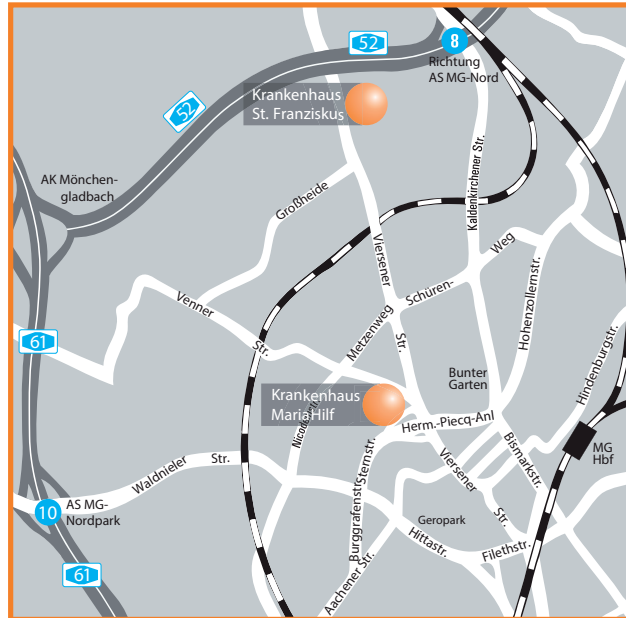 52
8
Richtung
AS MG-Nord
Krankenhaus
St. Franziskus
52
AK Mönchen-
gladbach
Großheide
Kaldenkirchener Str.
Viersener
Str.
Weg
Schüren-
Hohenzollernstr.
Venner
Str.
Metzenweg
61
Hindenburgstr.
Bunter
Garten
Krankenhaus
Maria Hilf
Herm.-Piecq-Anl
Bismarkstr.
MG
Hbf
Viersener
Str.
Sternstr.
Burggrafenstr.
Waldnieler
Str.
10
AS MG-
Nordpark
Geropark
Hittastr.
Filethstr.
Aachener Str.
61